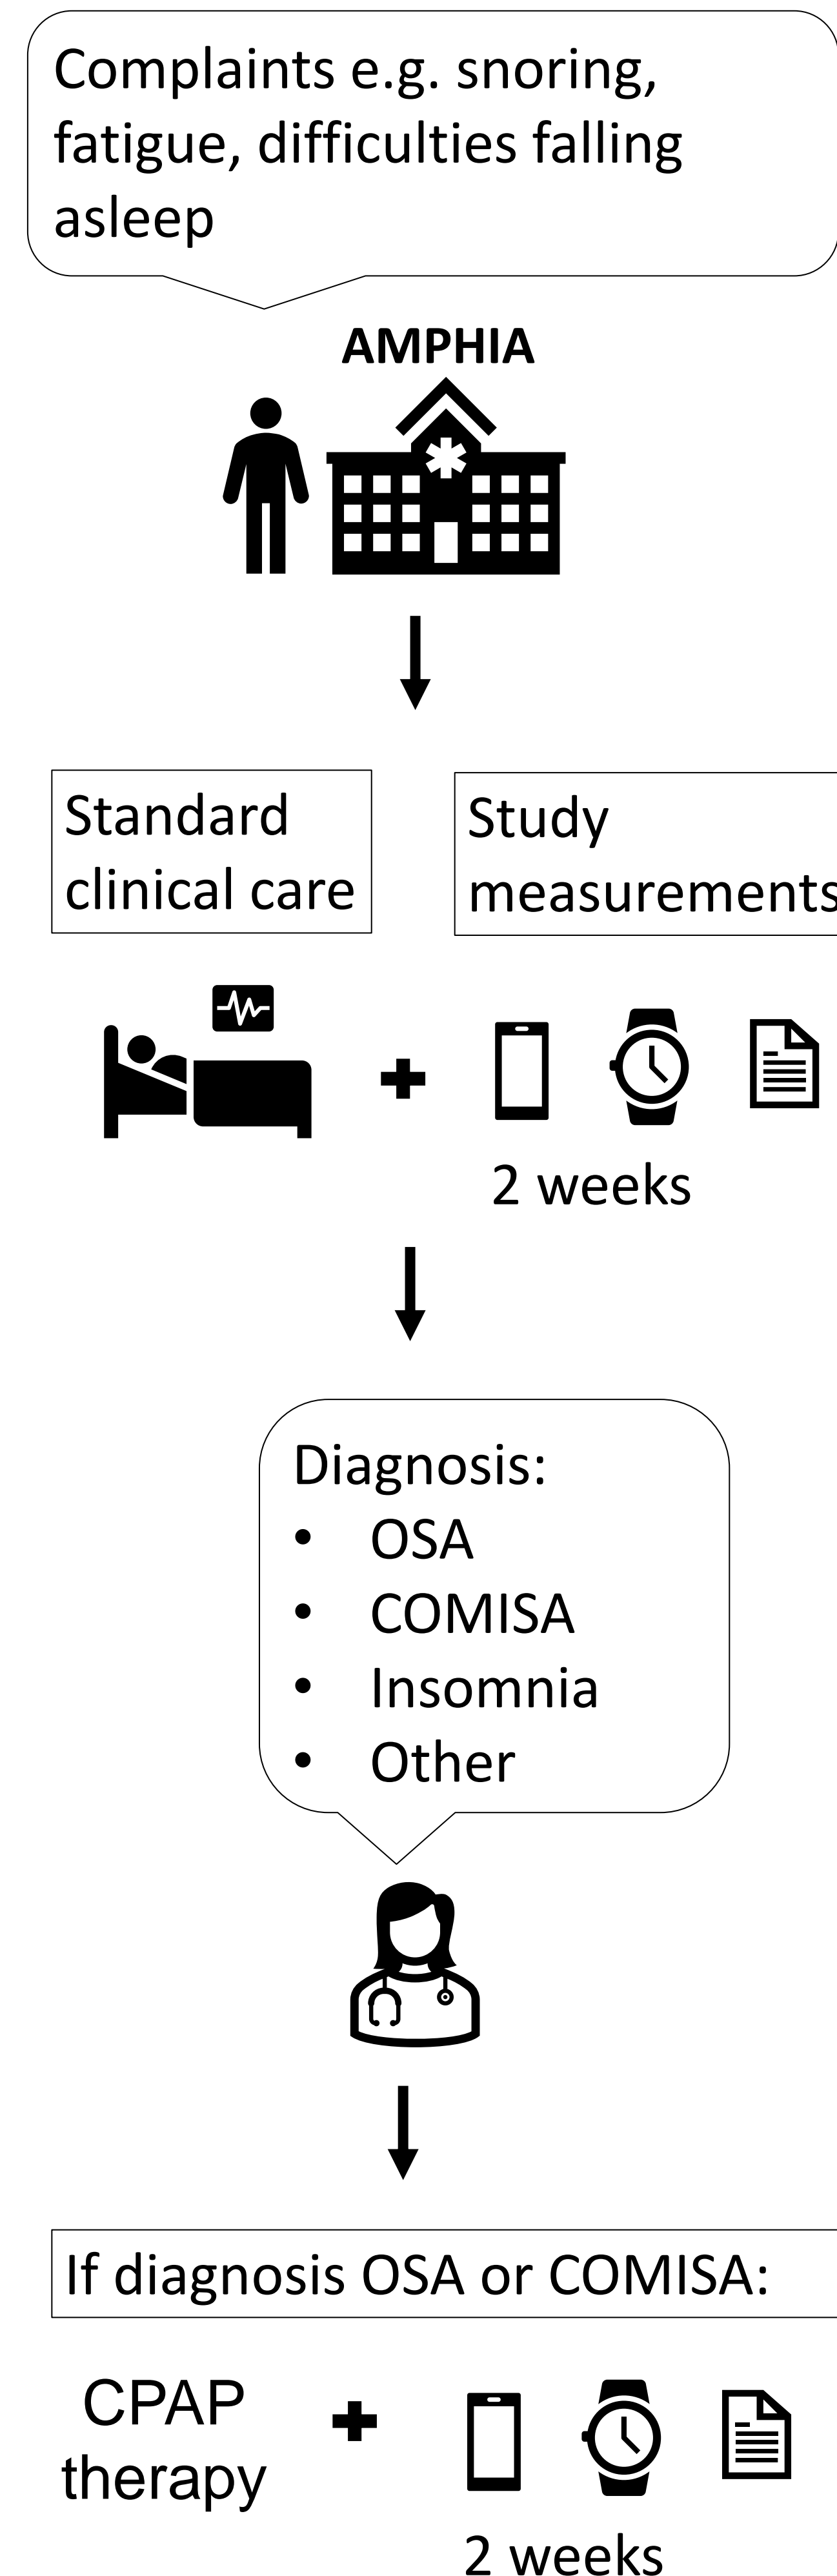 Complaints e.g. snoring,
fatigue, difficulties falling
asleep
AMPHIA
Standard
clinical care
Study
measurements
2 weeks
Diagnosis:
• OSA
• COMISA
• Insomnia
• Other
If diagnosis OSA or COMISA:
CPAP
therapy
2 weeks